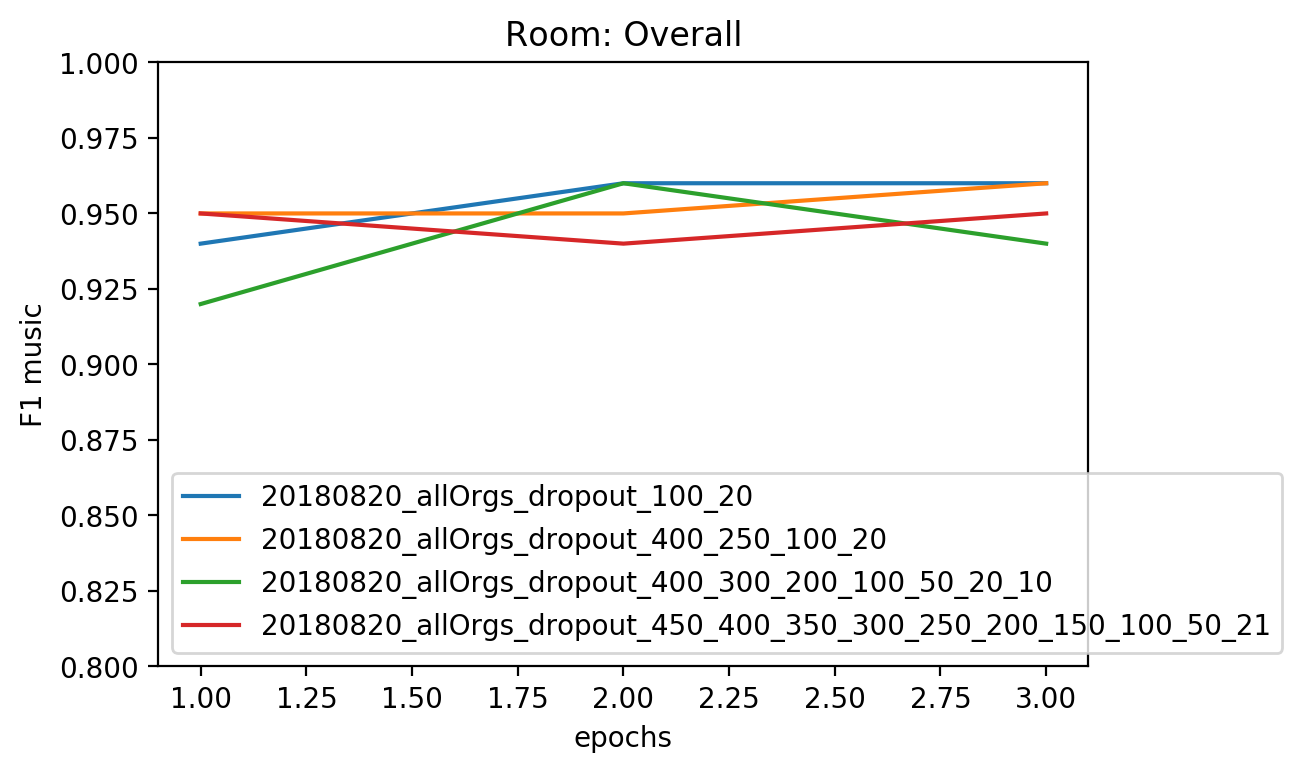 Room: Overall
1.000
0.975
0.950
0.925
0.900
0.875
0.850
0.825
0.800
F1 music
20180820_allOrgs_dropout_100_20
20180820_allOrgs_dropout_400_250_100_20
20180820_allOrgs_dropout_400_300_200_100_50_20_10
20180820_allOrgs_dropout_450_400_350_300_250_200_150_100_50_21
1.00 1.25 1.50 1.75 2.00 2.25 2.50 2.75 3.00
epochs